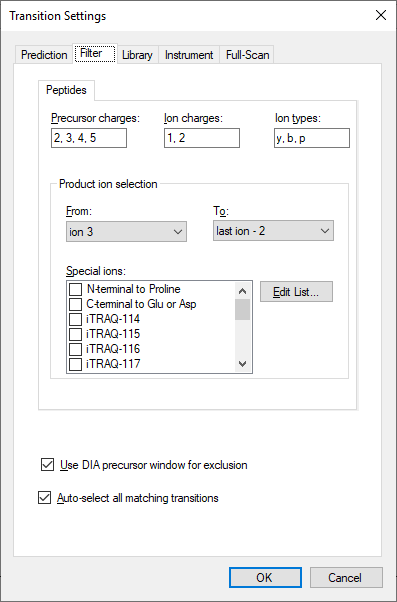 Transition Settings
Prediction Filter Library Instrument Full-Scan
Peptides
Precursor charges: Ion charges: Ion types:
2, 3, 4, 5 1, 2 y, b, p
Product ion selection
From: To:
ion 3 last ion - 2
Special ions:
N-terminal to Proline Edit List...
C-terminal to Glu or Asp
iTRAQ-114
iTRAQ-115
iTRAQ-116
iTRAQ-117
Use DIA precursor window for exclusion
Auto-select all matching transitions
OK Cancel